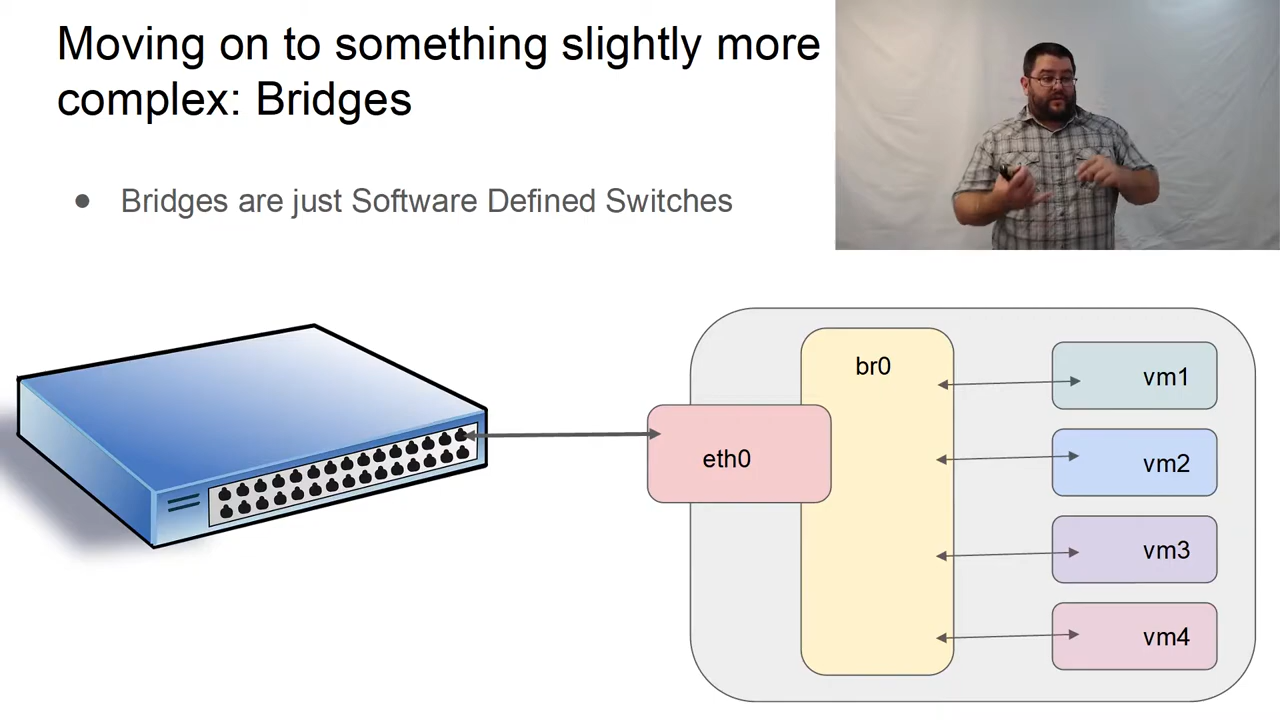 Moving on to something slightly more
complex: Bridges
● Bridges are just Software Defined Switches
br0
eth0
vm1
vm2
vm3
vm4